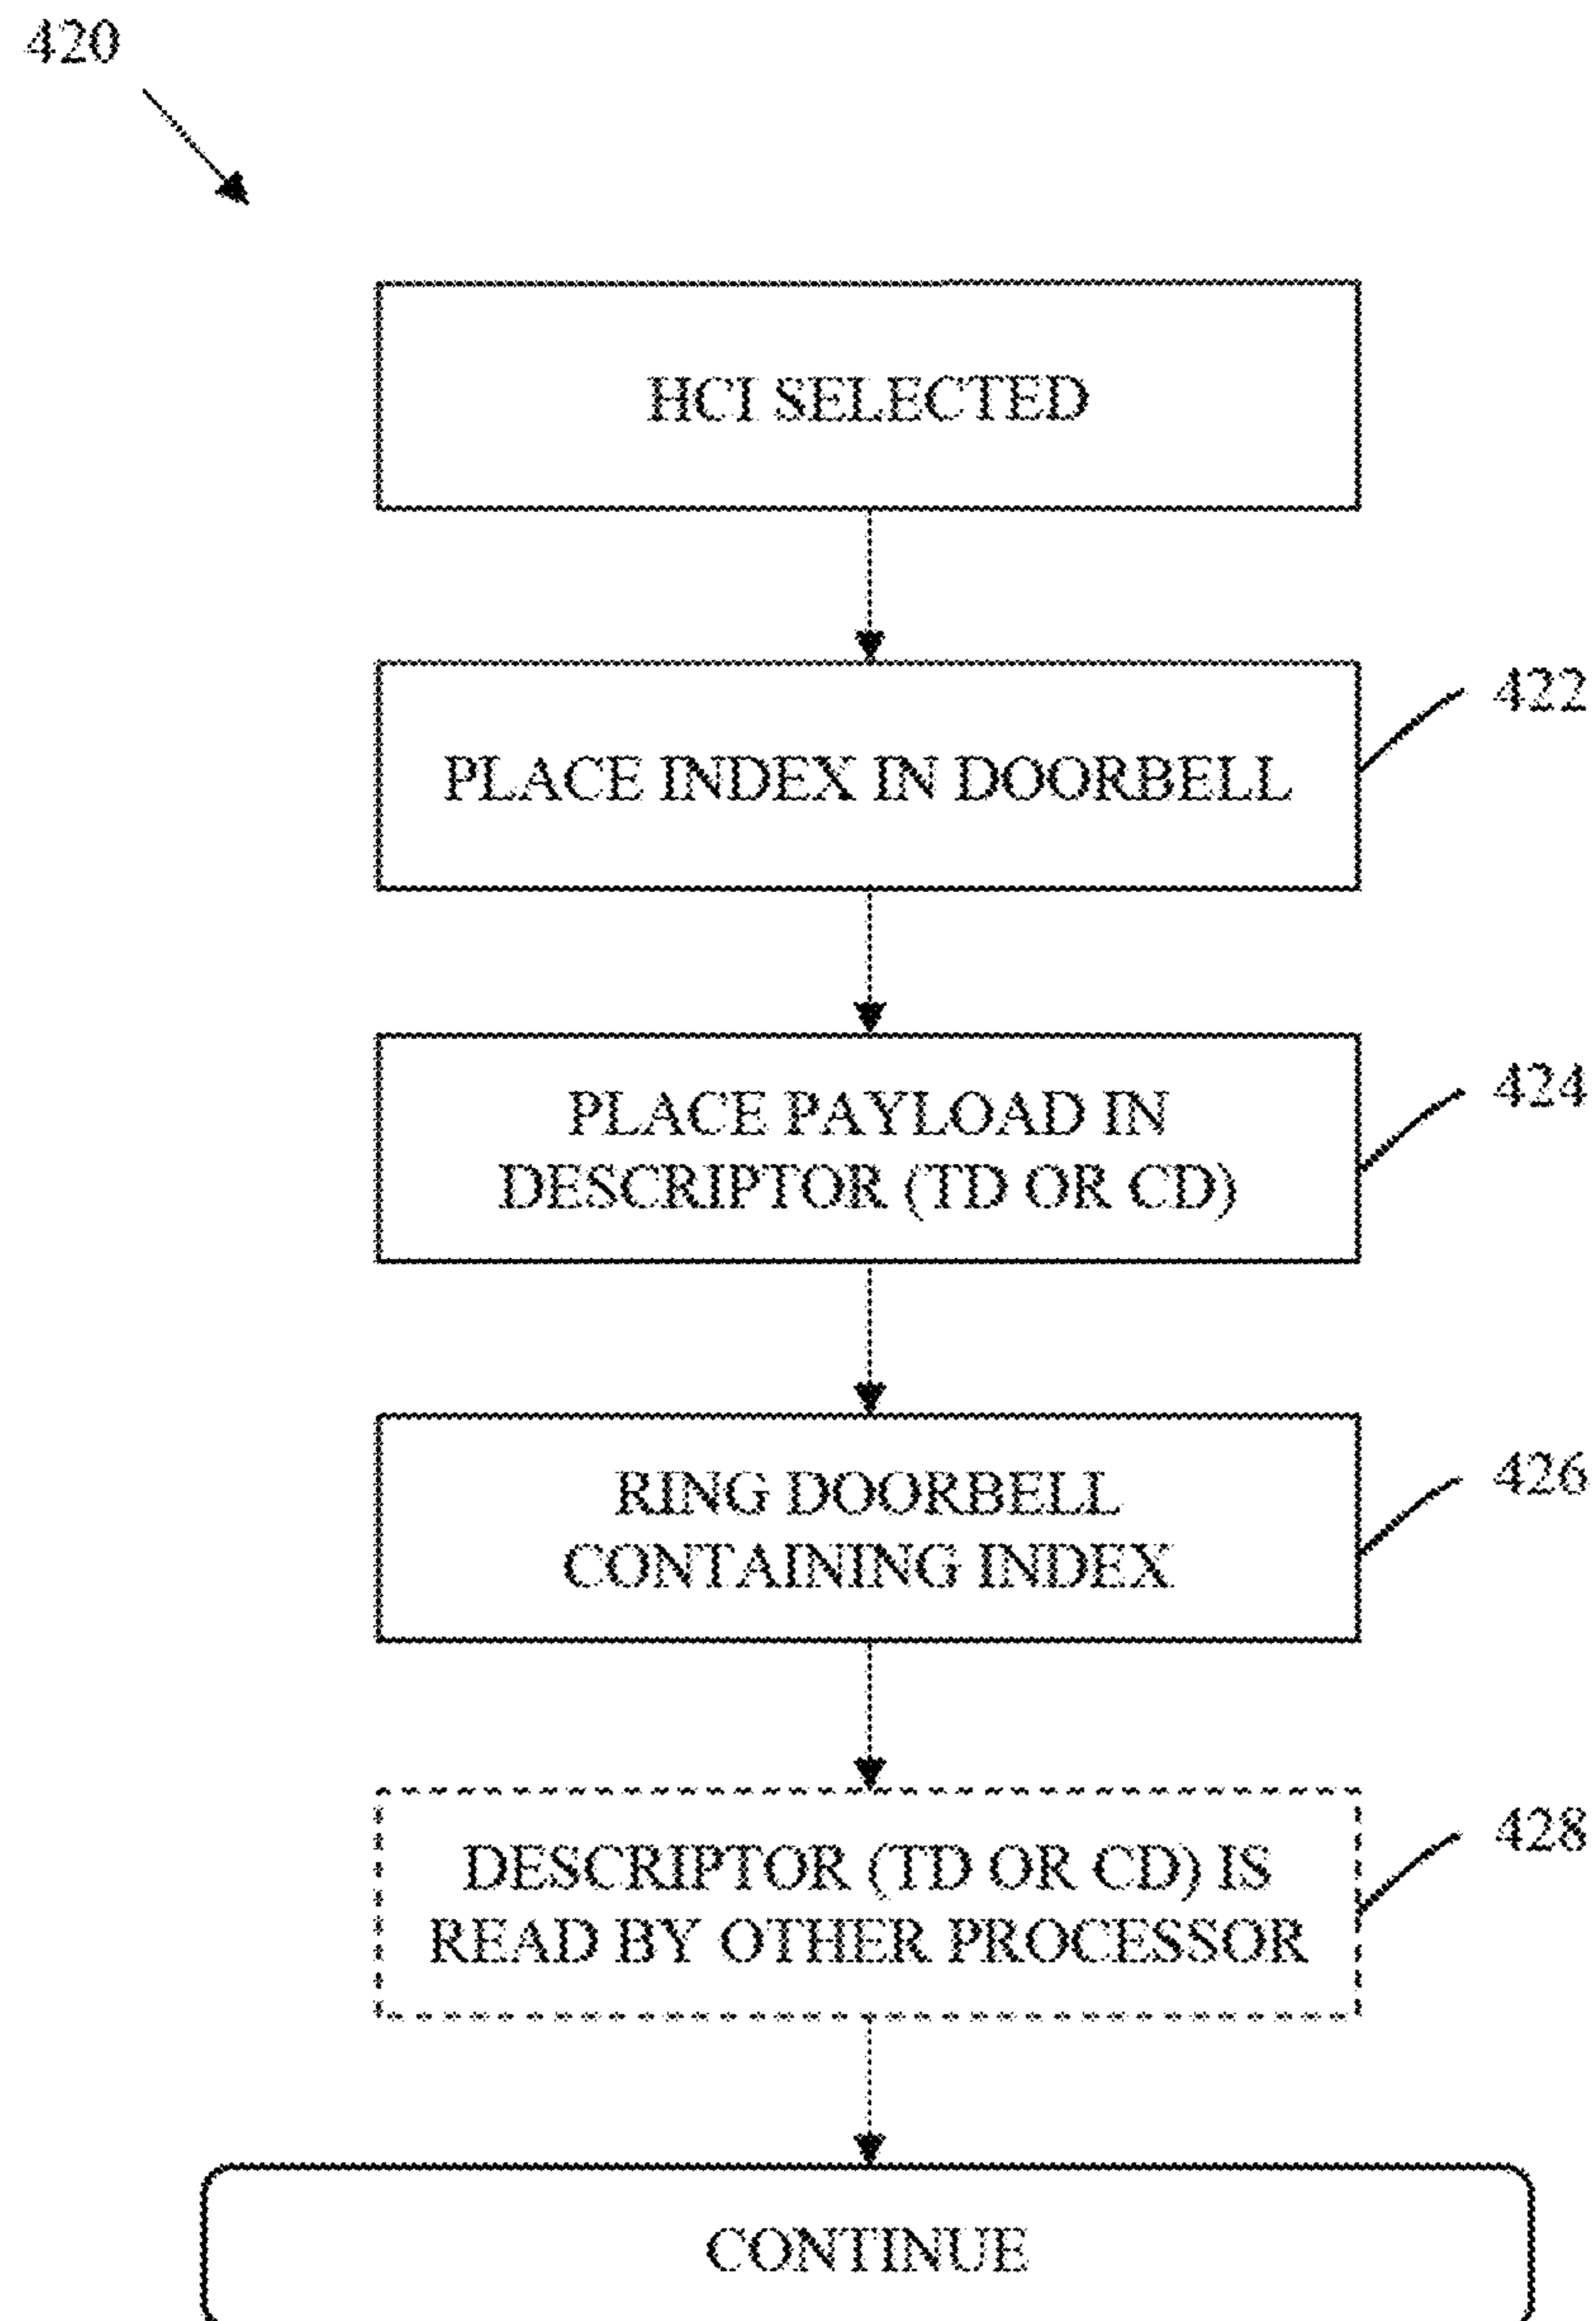 420
HCI SELECTED
PLACE INDEX IN DOORBELL
422
PLACE PAYLOAD IN
DESCRIPTOR (TD OR CD)
424
RING DOORBELL
CONTAINING INDEX
426
DESCRIPTOR (TD OR CD) IS
READ BY OTHER PROCESSOR
428
CONTINUE